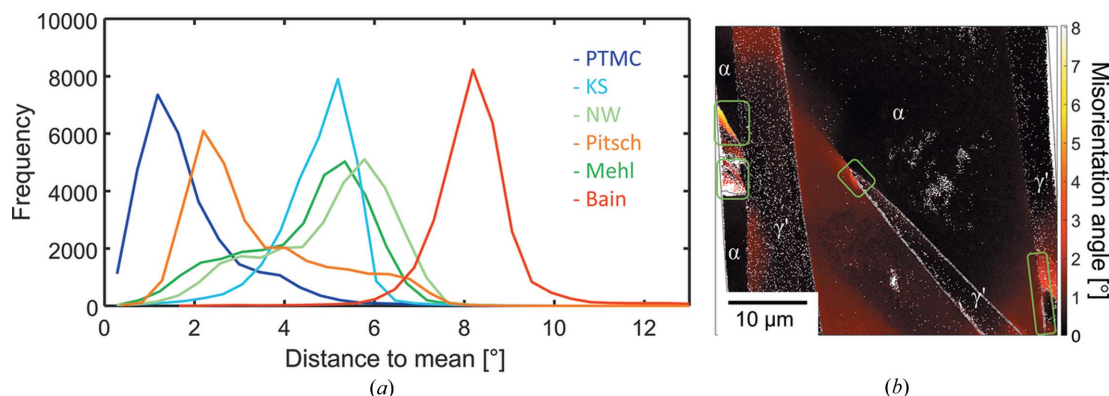 10000
8000
6000
4000
2000
0
Frequency
0 2 4 6 8 10 12
Distance to mean [°]
- PTMC
- KS
- NW
- Pitsch
- Mehl
- Bain
(a)
α
α
γ'
α
γ'
γ'
10 μm
8
7
6
5
4
3
2
1
0
Misorientation angle [°]
(b)